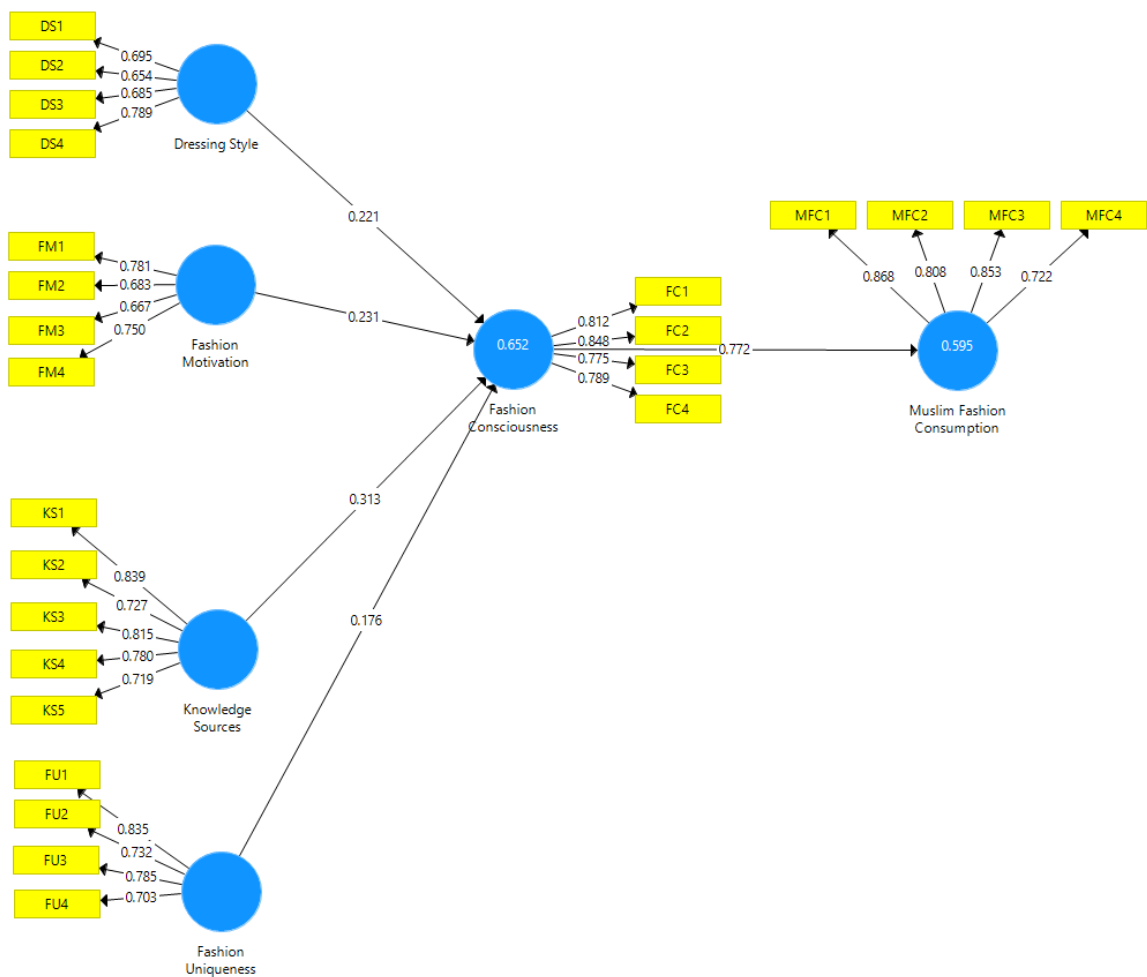 DS1
DS2
DS3
DS4
0.695
0.654
0.685
0.789
Dressing Style
0.221
FM1
FM2
FM3
FM4
0.781
0.683
0.667
0.750
Fashion
Motivation
0.231
KS1
KS2
KS3
KS4
KS5
0.839
0.727
0.815
0.780
0.719
Knowledge
Sources
0.313
FU1
FU2
FU3
FU4
0.835
0.732
0.785
0.703
Fashion
Uniqueness
0.176
0.652
Fashion
Consciousness
0.812
0.848
0.775
0.789
FC1
FC2
FC3
FC4
0.772
MFC1
MFC2
MFC3
MFC4
0.868
0.808
0.853
0.722
0.595
Muslim Fashion
Consumption